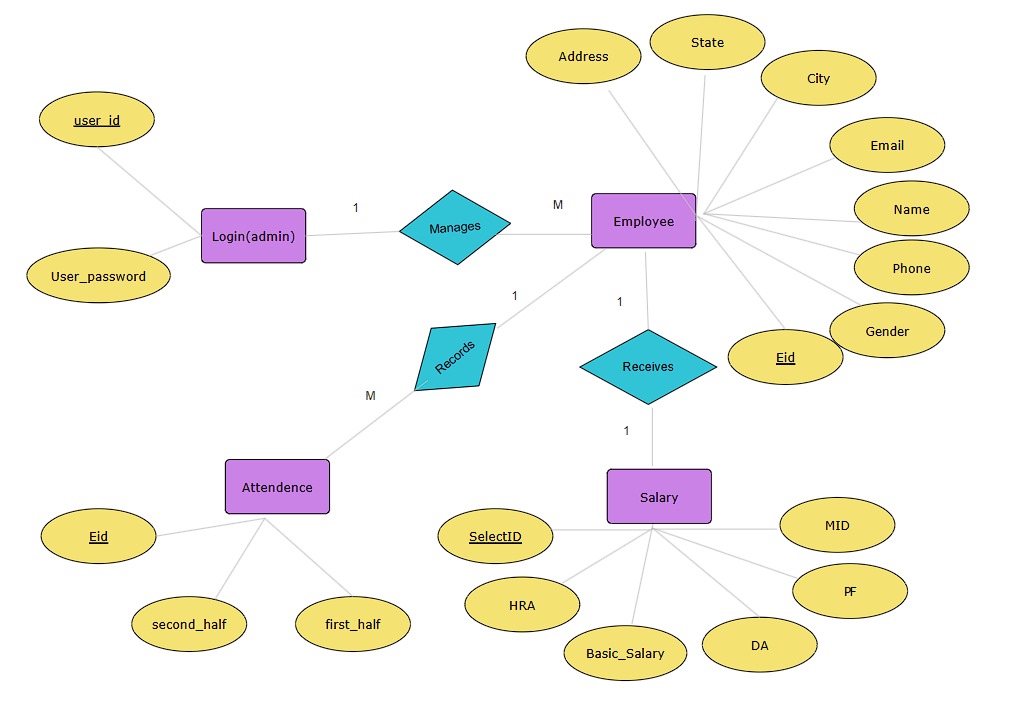 State
Address
City
user_id
Email
1
M
Name
Login(admin)
Manages
Employee
User_password
Phone
1
1
Gender
Records
Receives
Eid
M
1
Attendence
Salary
Eid
SelectID
MID
second_half
first_half
HRA
PF
Basic_Salary
DA